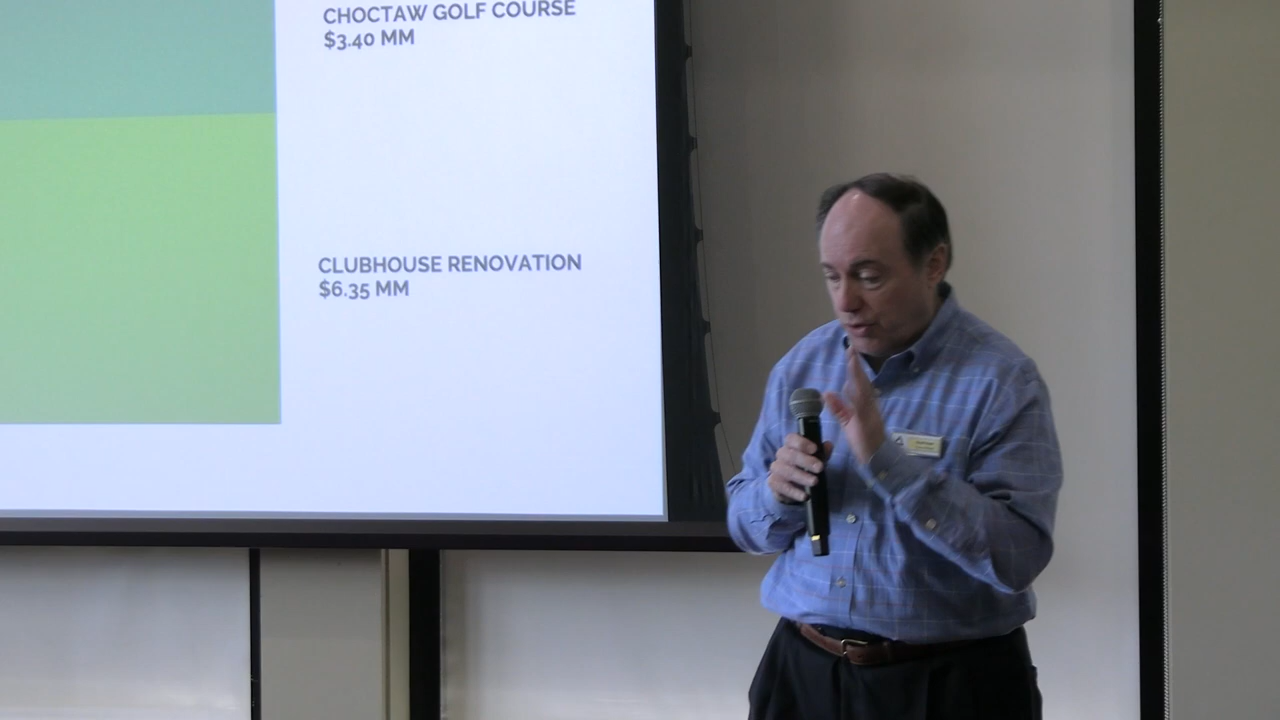 CHOCTAW GOLF COURSE
$3.40 MM
CLUBHOUSE RENOVATION
$6.35 MM